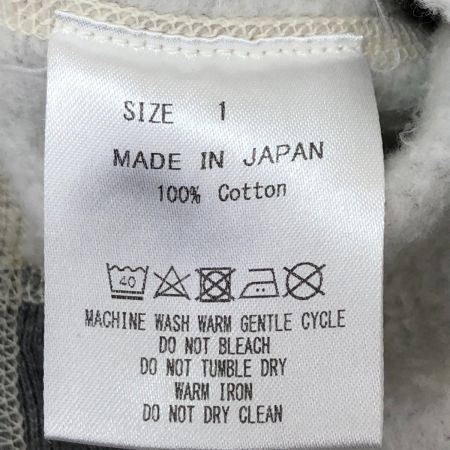 SIZE 1
MADE IN JAPAN
100% Cotton
40
MACHINE WASH WARM GENTLE CYCLE
DO NOT BLEACH
DO NOT TUMBLE DRY
WARM IRON
DO NOT DRY CLEAN